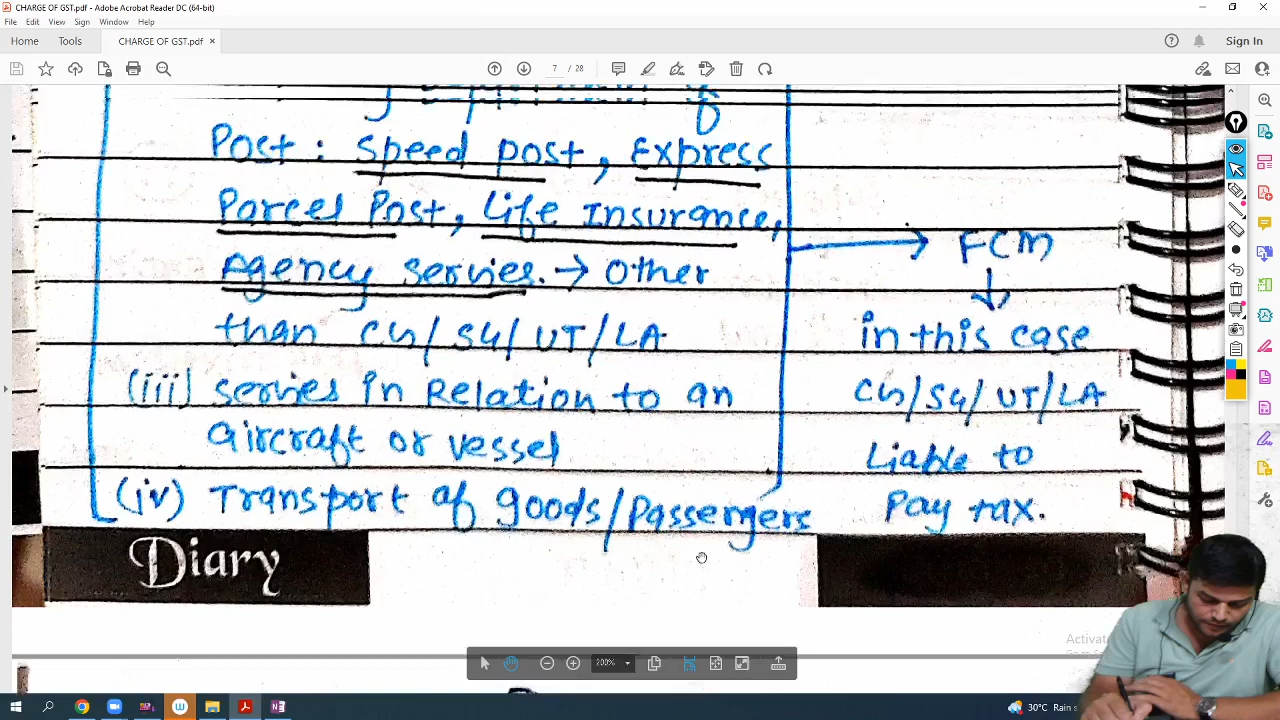 CHARGE OF GST.pdf - Adobe Acrobat Reader DC (64-bit)
File Edit View Sign Window Help
Home Tools CHARGE OF GST.pdf × Sign In
7 / 28
Post : Speed post, Express
Parcel Post, Life Insurance,
Agency servies. → Other
than CG/SG/UT/LA
(iii) servies in Relation to an
aircraft or vessel
(iv) Transport of goods/Passengers
→ FCM
↓
in this case
CG/SG/UT/LA
Liable to
Pay tax.
Diary
200%
Activat
30°C Rain s